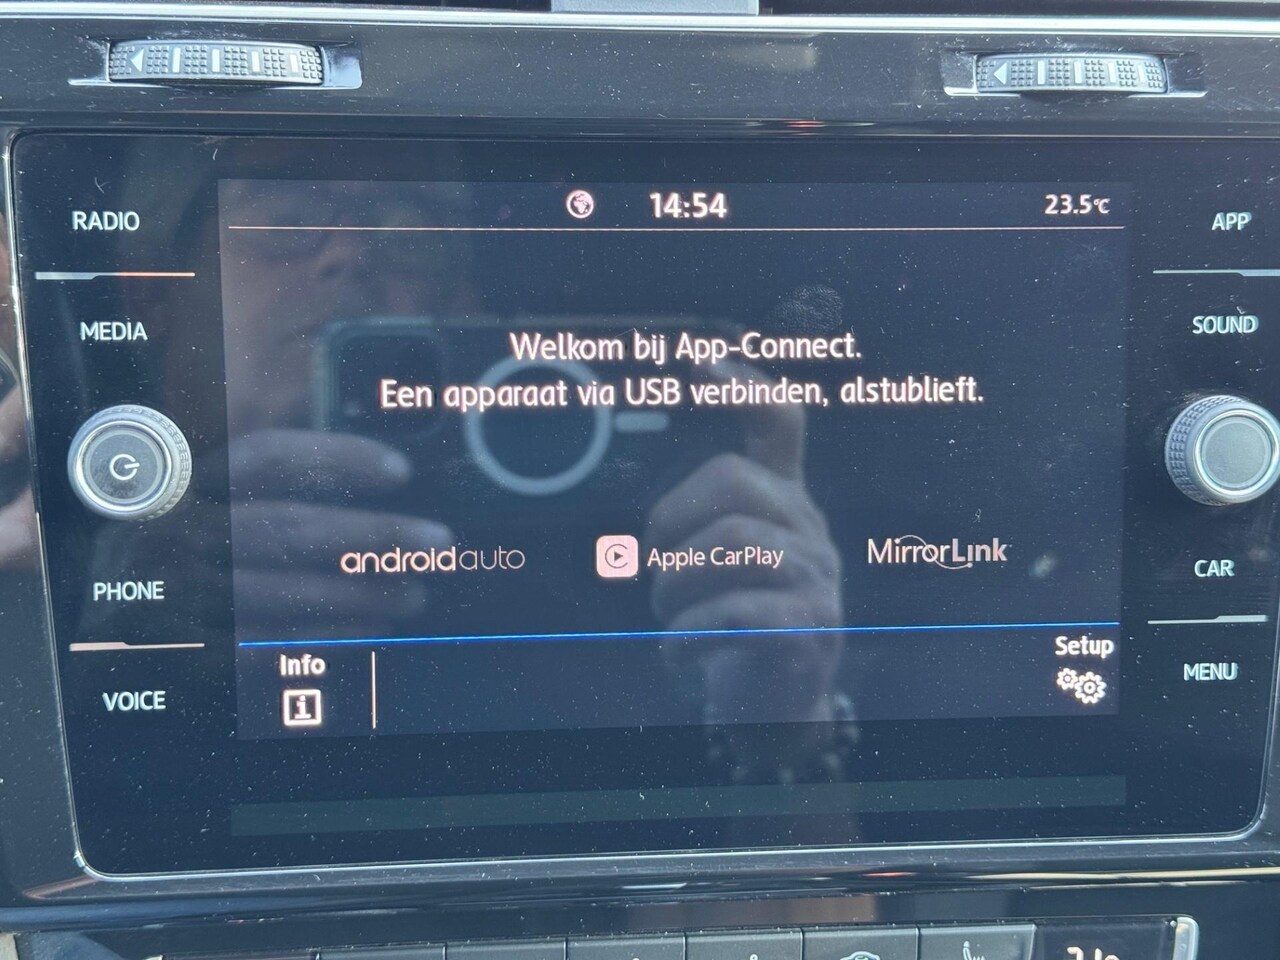 14:54
23.5°C
RADIO
MEDIA
PHONE
VOICE
Welkom bij App-Connect.
Een apparaat via USB verbinden, alstublieft.
androidauto
Apple CarPlay
MirrorLink
Info
Setup
APP
SOUND
CAR
MENU